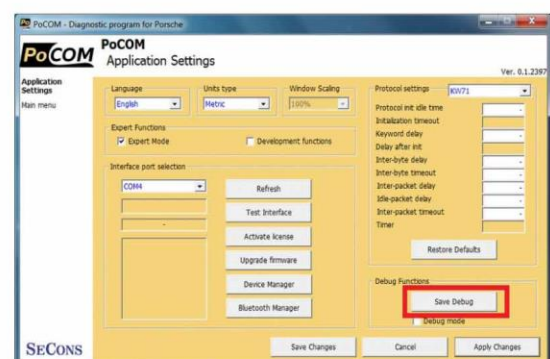 PoCOM - Diagnostic program for Porsche
PoCOM
PoCOM
Application Settings
Ver. 0.1.2397
Application Settings
Main menu
Language
English
Units type
Metric
Window Scaling
100%
Expert Functions
Expert Mode
Development functions
Interface port selection
COM4
-
Refresh
Test Interface
Activate license
Upgrade firmware
Device Manager
Bluetooth Manager
Protocol settings
KW71
Protocol init idle time
Initialization timeout
Keyword delay
Delay after init
Inter-byte delay
Inter-byte timeout
Inter-packet delay
Idle-packet delay
Inter-packet timeout
Timer
Restore Defaults
Debug Functions
Save Debug
Debug mode
SECONS
Save Changes
Cancel
Apply Changes